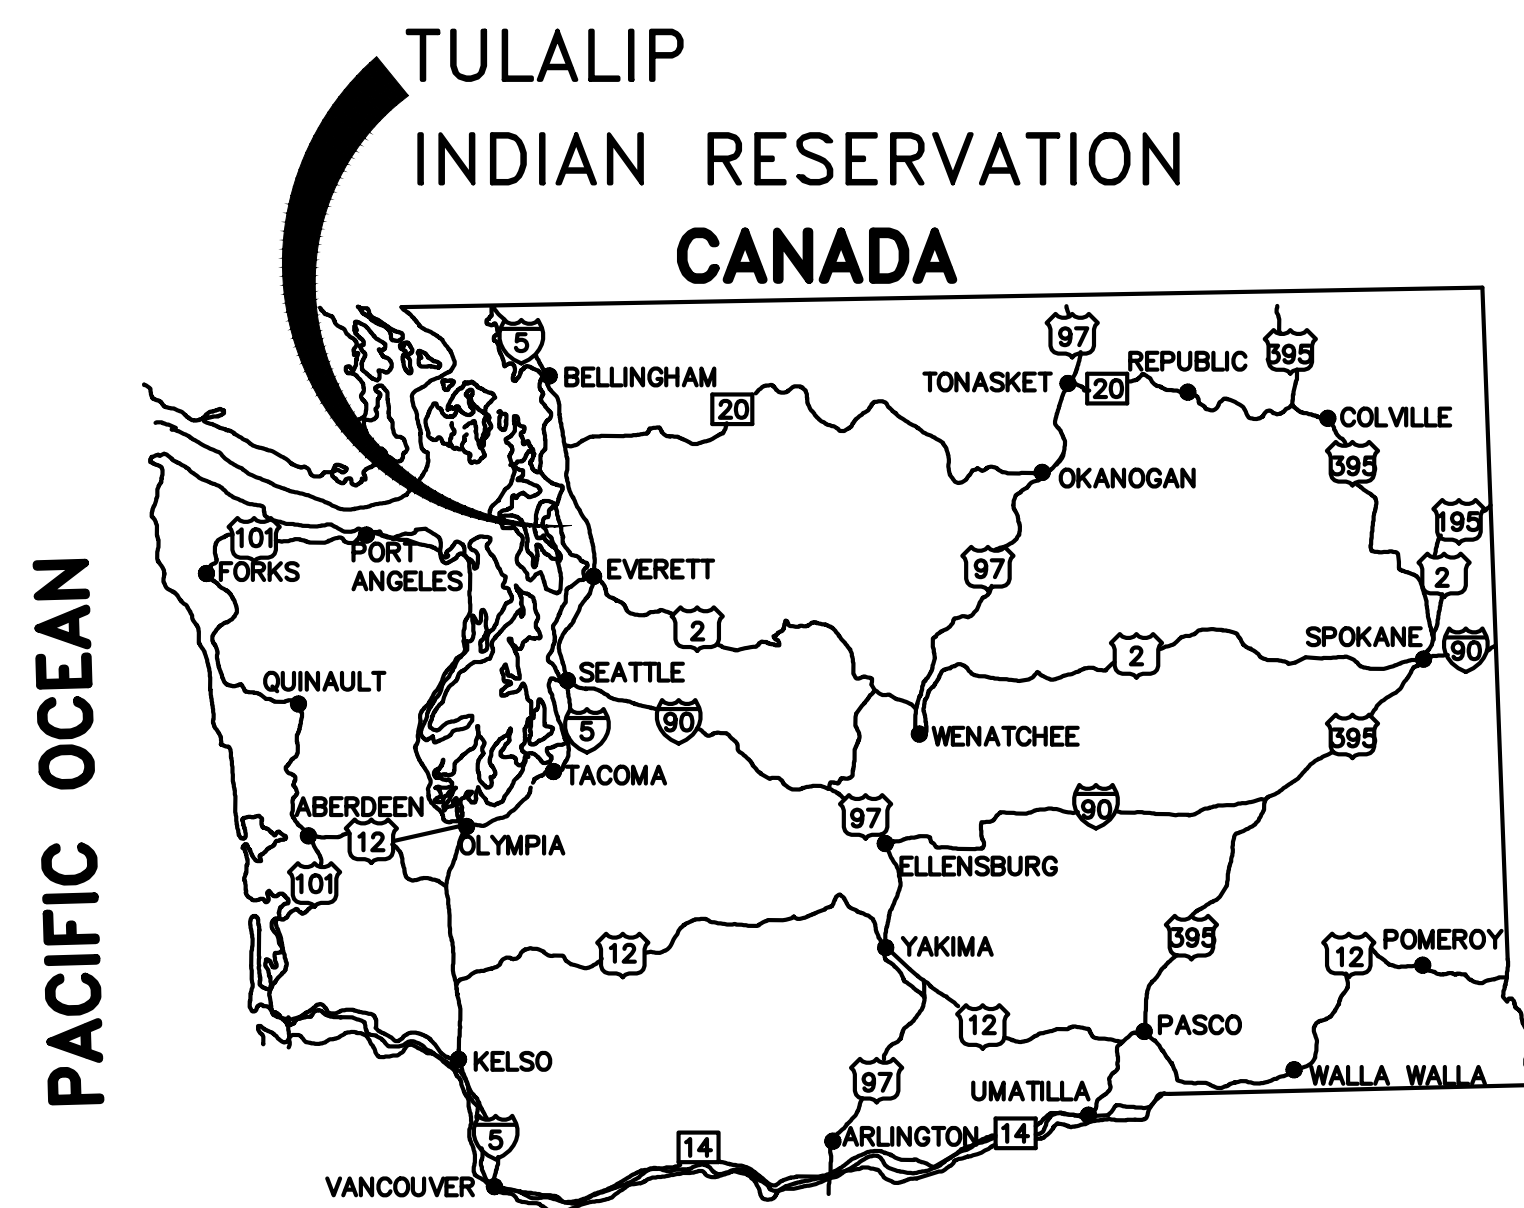 TULALIP
INDIAN RESERVATION
CANADA
5
97
REPUBLIC
395
BELLINGHAM
TONASKET
20
20
COLVILLE
395
OKANOGAN
195
101
PORT
ANGELES
FORKS
EVERETT
97
2
2
SPOKANE
2
90
QUINAULT
SEATTLE
5
90
WENATCHEE
395
TACOMA
ABERDEEN
90
97
12
OLYMPIA
ELLENSBURG
101
PACIFIC OCEAN
12
YAKIMA
395
12
POMEROY
12
PASCO
KELSO
97
UMATILLA
WALLA WALLA
5
14
ARLINGTON
14
VANCOUVER